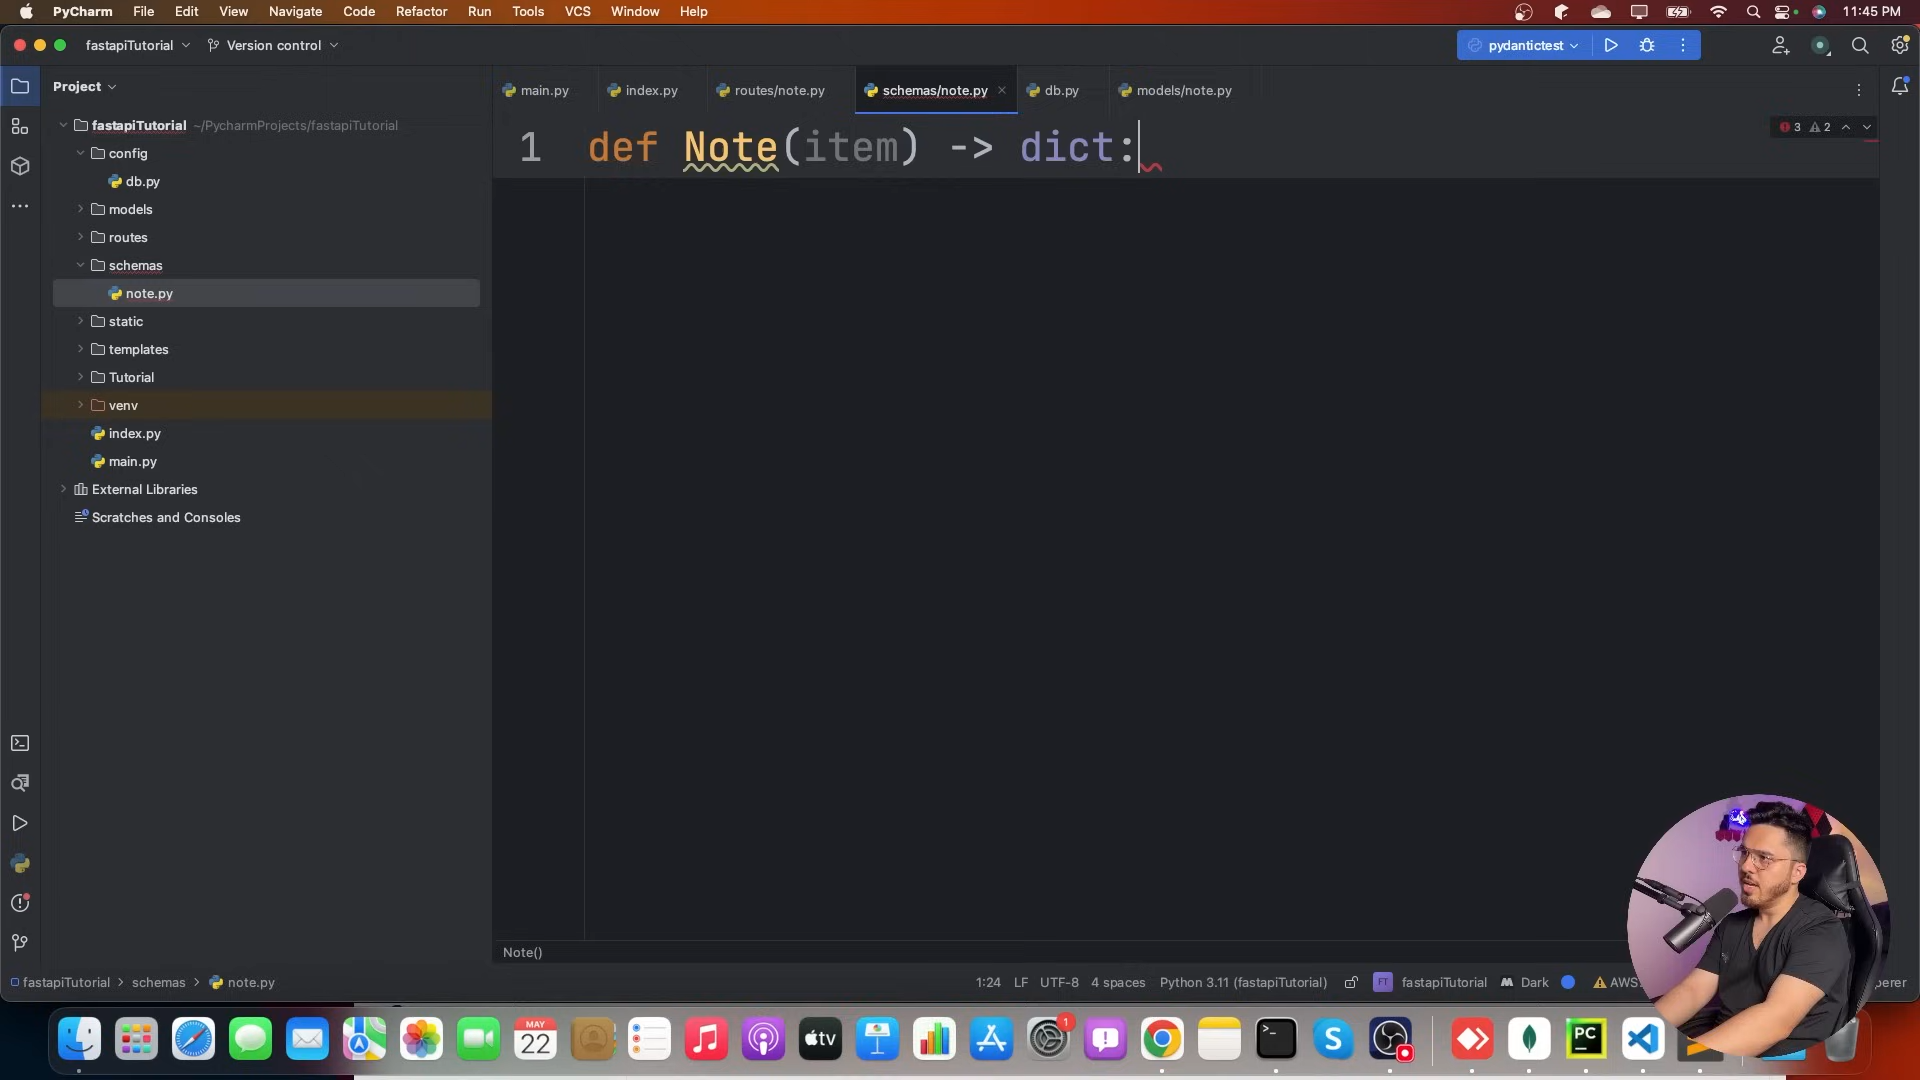 PyCharm File Edit View Navigate Code Refactor Run Tools VCS Window Help 11:45 PM
fastapiTutorial Version control pydantictest
Project
main.py index.py routes/note.py schemas/note.py db.py models/note.py
fastapiTutorial ~/PycharmProjects/fastapiTutorial
config
db.py
models
routes
schemas
note.py
static
templates
Tutorial
venv
index.py
main.py
External Libraries
Scratches and Consoles
1 def Note(item) -> dict:
3 2
Note()
fastapiTutorial > schemas > note.py 1:24 LF UTF-8 4 spaces Python 3.11 (fastapiTutorial) FT fastapiTutorial Dark AWS:
MAY
22
tv
1
S
PC